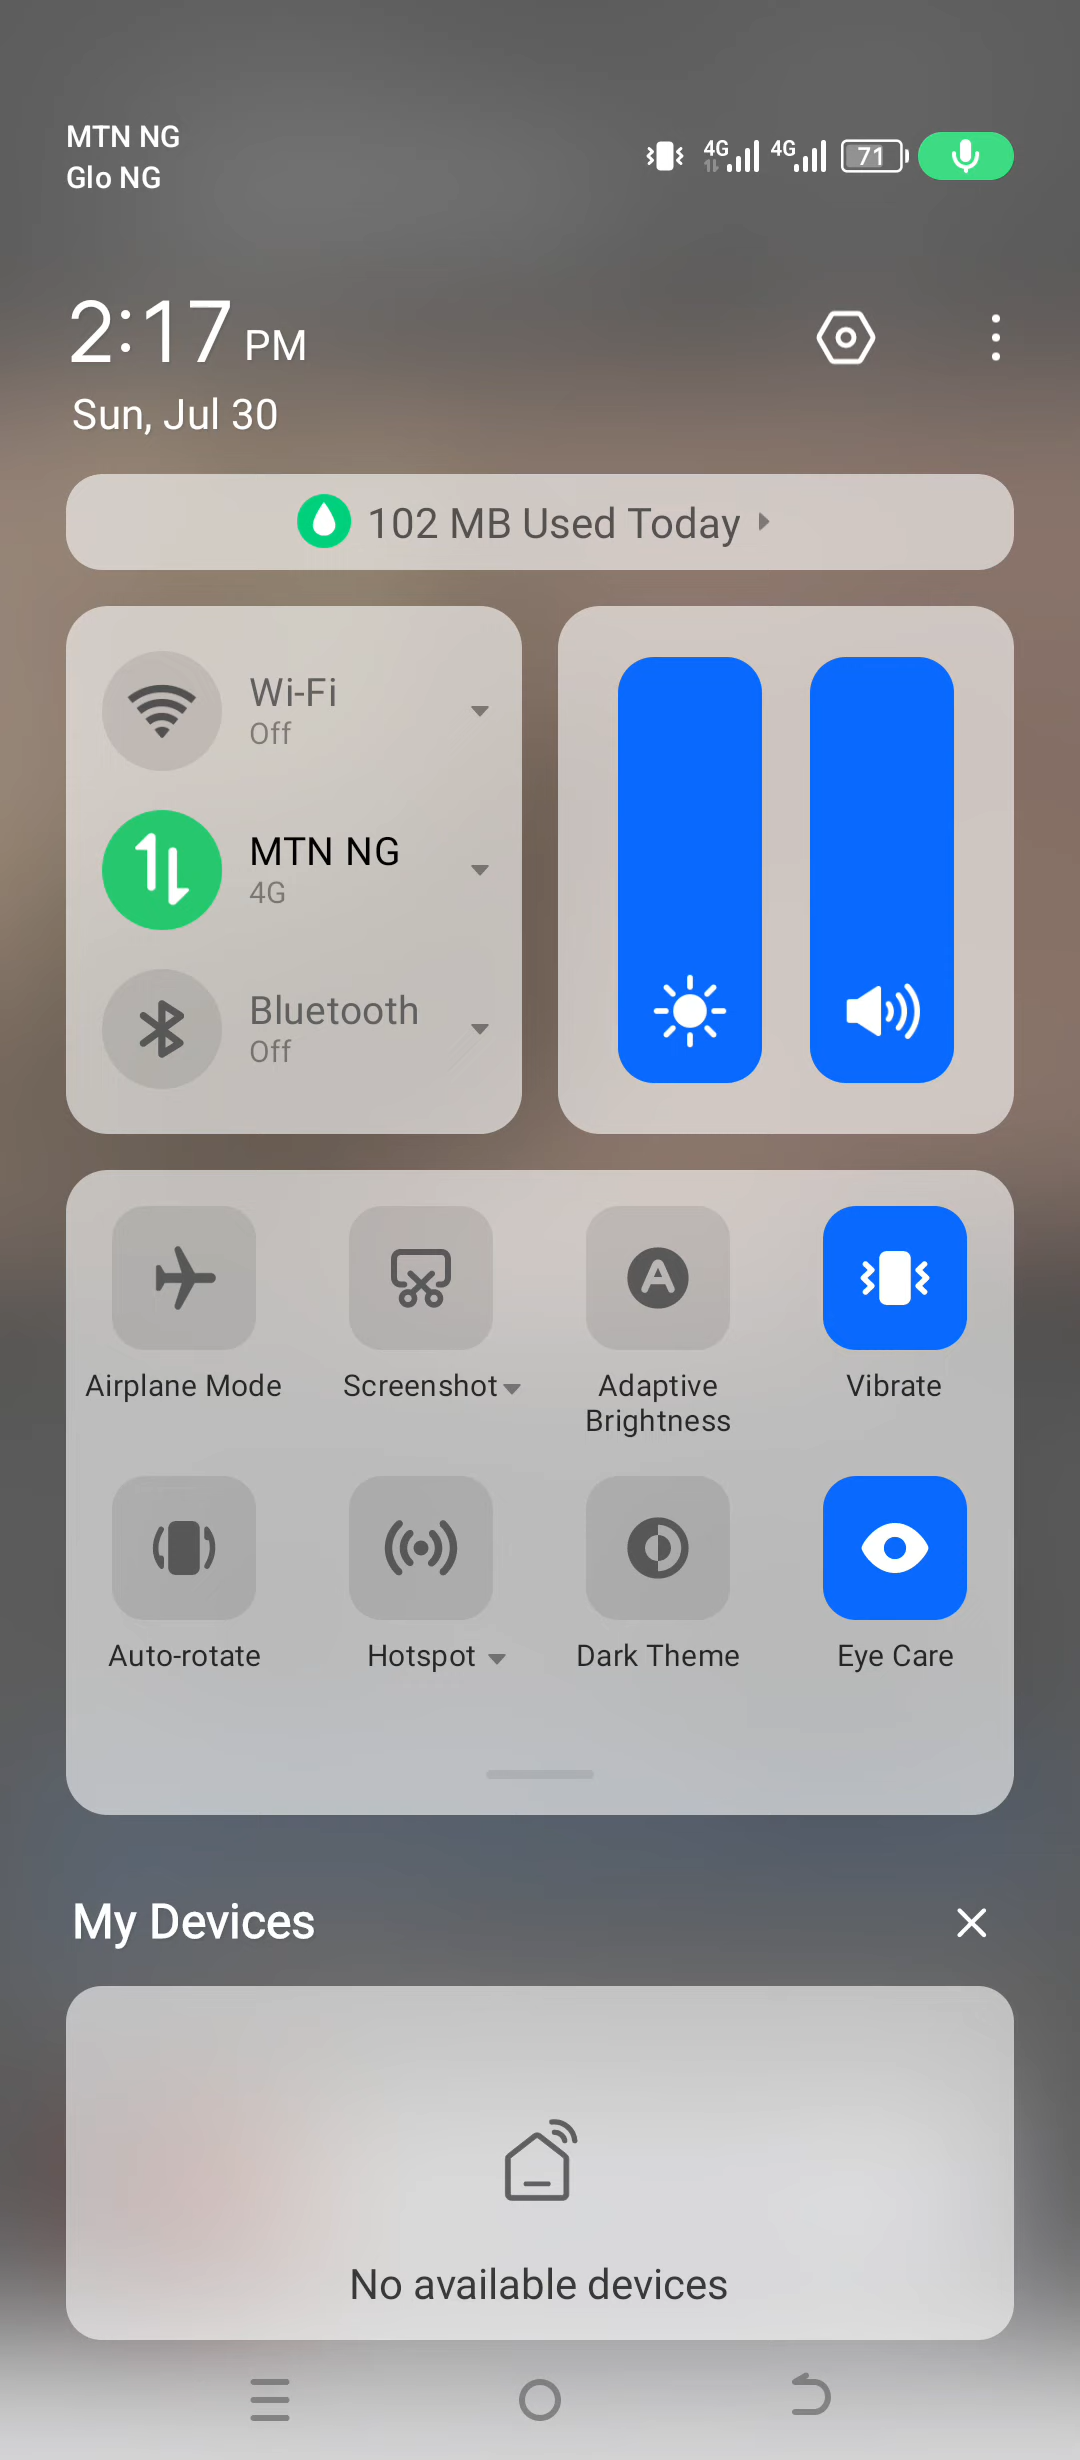 MTN NG
Glo NG
4G 4G 71
2:17 PM
Sun, Jul 30
102 MB Used Today
Wi-Fi
Off
MTN NG
4G
Bluetooth
Off
Airplane Mode
Screenshot
Adaptive
Brightness
Vibrate
Auto-rotate
Hotspot
Dark Theme
Eye Care
My Devices
No available devices